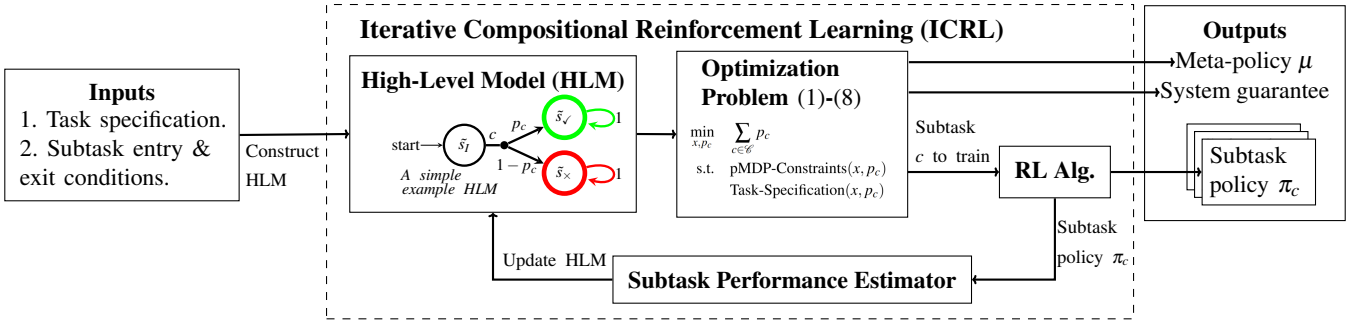 Iterative Compositional Reinforcement Learning (ICRL)
Inputs
1. Task specification.
2. Subtask entry &
exit conditions.
Construct
HLM
High-Level Model (HLM)
start
s̃_I
c
p_c
1 − p_c
s̃_✓
1
s̃_×
1
A simple
example HLM
Optimization
Problem (1)-(8)
min_{x,p_c} ∑_{c∈𝒞} p_c
s.t. pMDP-Constraints(x, p_c)
Task-Specification(x, p_c)
Subtask
c to train
RL Alg.
Subtask
policy π_c
Subtask Performance Estimator
Update HLM
Outputs
Meta-policy μ
System guarantee
Subtask
policy π_c